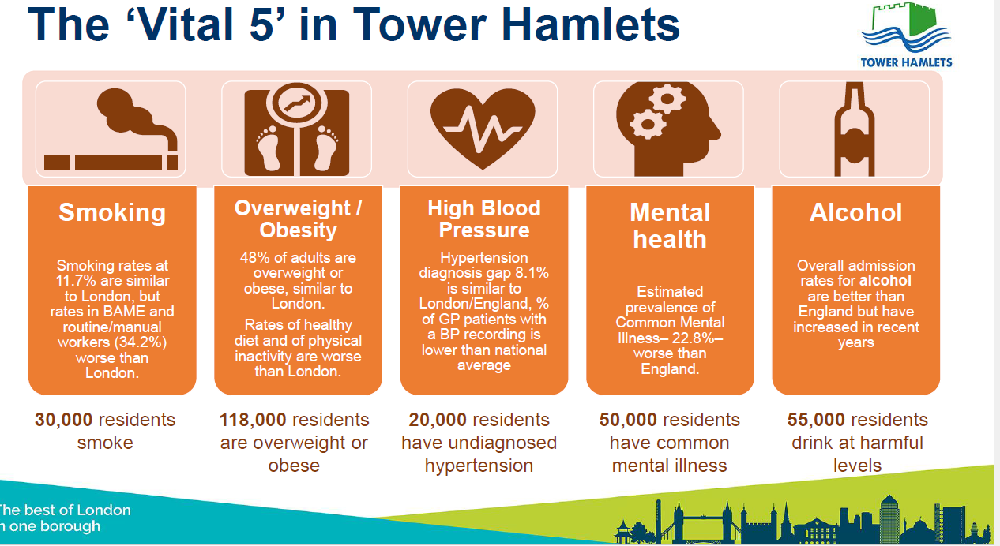 The ‘Vital 5’ in Tower Hamlets
TOWER HAMLETS
Smoking
Smoking rates at
11.7% are similar
to London, but
rates in BAME and
routine/manual
workers (34.2%)
worse than
London.
30,000 residents
smoke
Overweight /
Obesity
48% of adults are
overweight or
obese, similar to
London.
Rates of healthy
diet and of physical
inactivity are worse
than London.
118,000 residents
are overweight or
obese
High Blood
Pressure
Hypertension
diagnosis gap 8.1%
is similar to
London/England, %
of GP patients with
a BP recording is
lower than national
average
20,000 residents
have undiagnosed
hypertension
Mental
health
Estimated
prevalence of
Common Mental
Illness– 22.8%–
worse than
England.
50,000 residents
have common
mental illness
Alcohol
Overall admission
rates for alcohol
are better than
England but have
increased in recent
years
55,000 residents
drink at harmful
levels
The best of London
n one borough